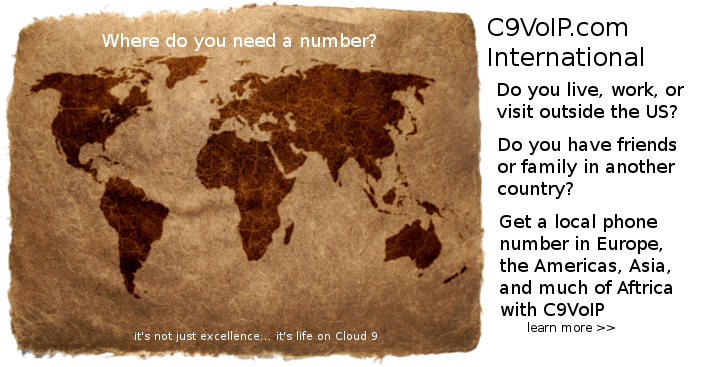 Where do you need a number?
it's not just excellence... it's life on Cloud 9
C9VoIP.com
International
Do you live, work, or
visit outside the US?
Do you have friends
or family in another
country?
Get a local phone
number in Europe,
the Americas, Asia,
and much of Aftrica
with C9VoIP
learn more >>